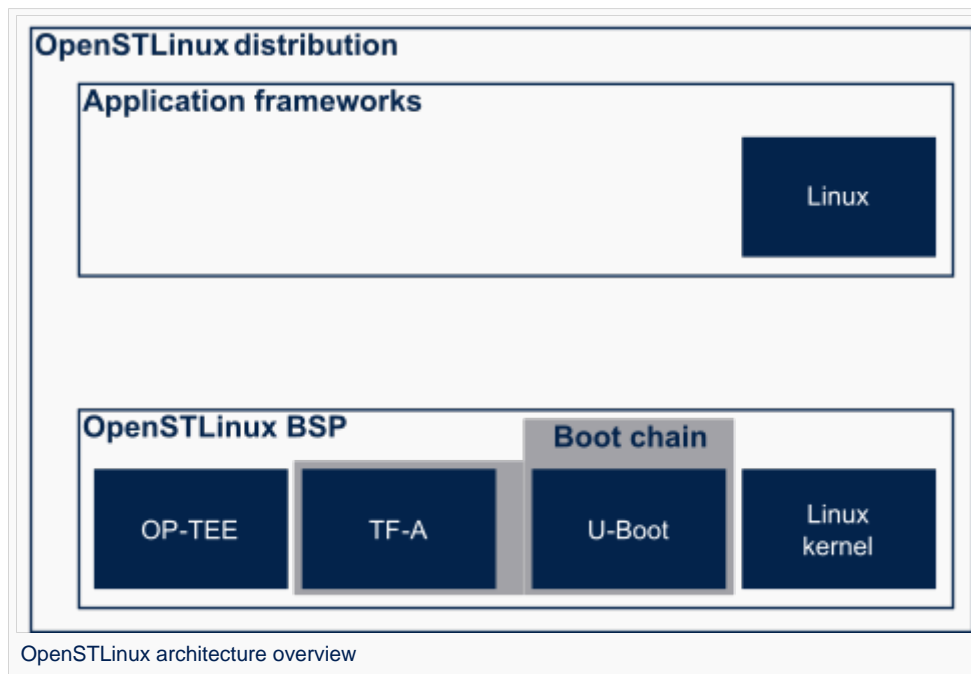 OpenSTLinux distribution
Application frameworks
Linux
OpenSTLinux BSP
Boot chain
OP-TEE
TF-A
U-Boot
Linux
kernel
OpenSTLinux architecture overview